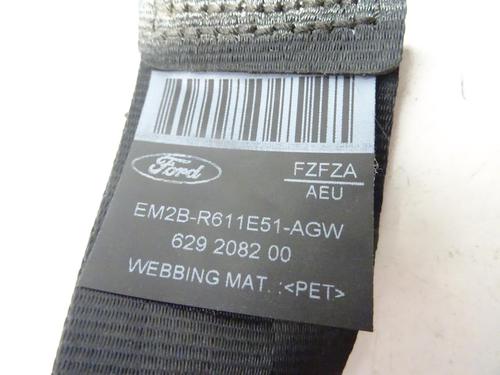 Ford
FZFZA
AEU
EM2B-R611E51-AGW
629 2082 00
WEBBING MAT. :<PET>